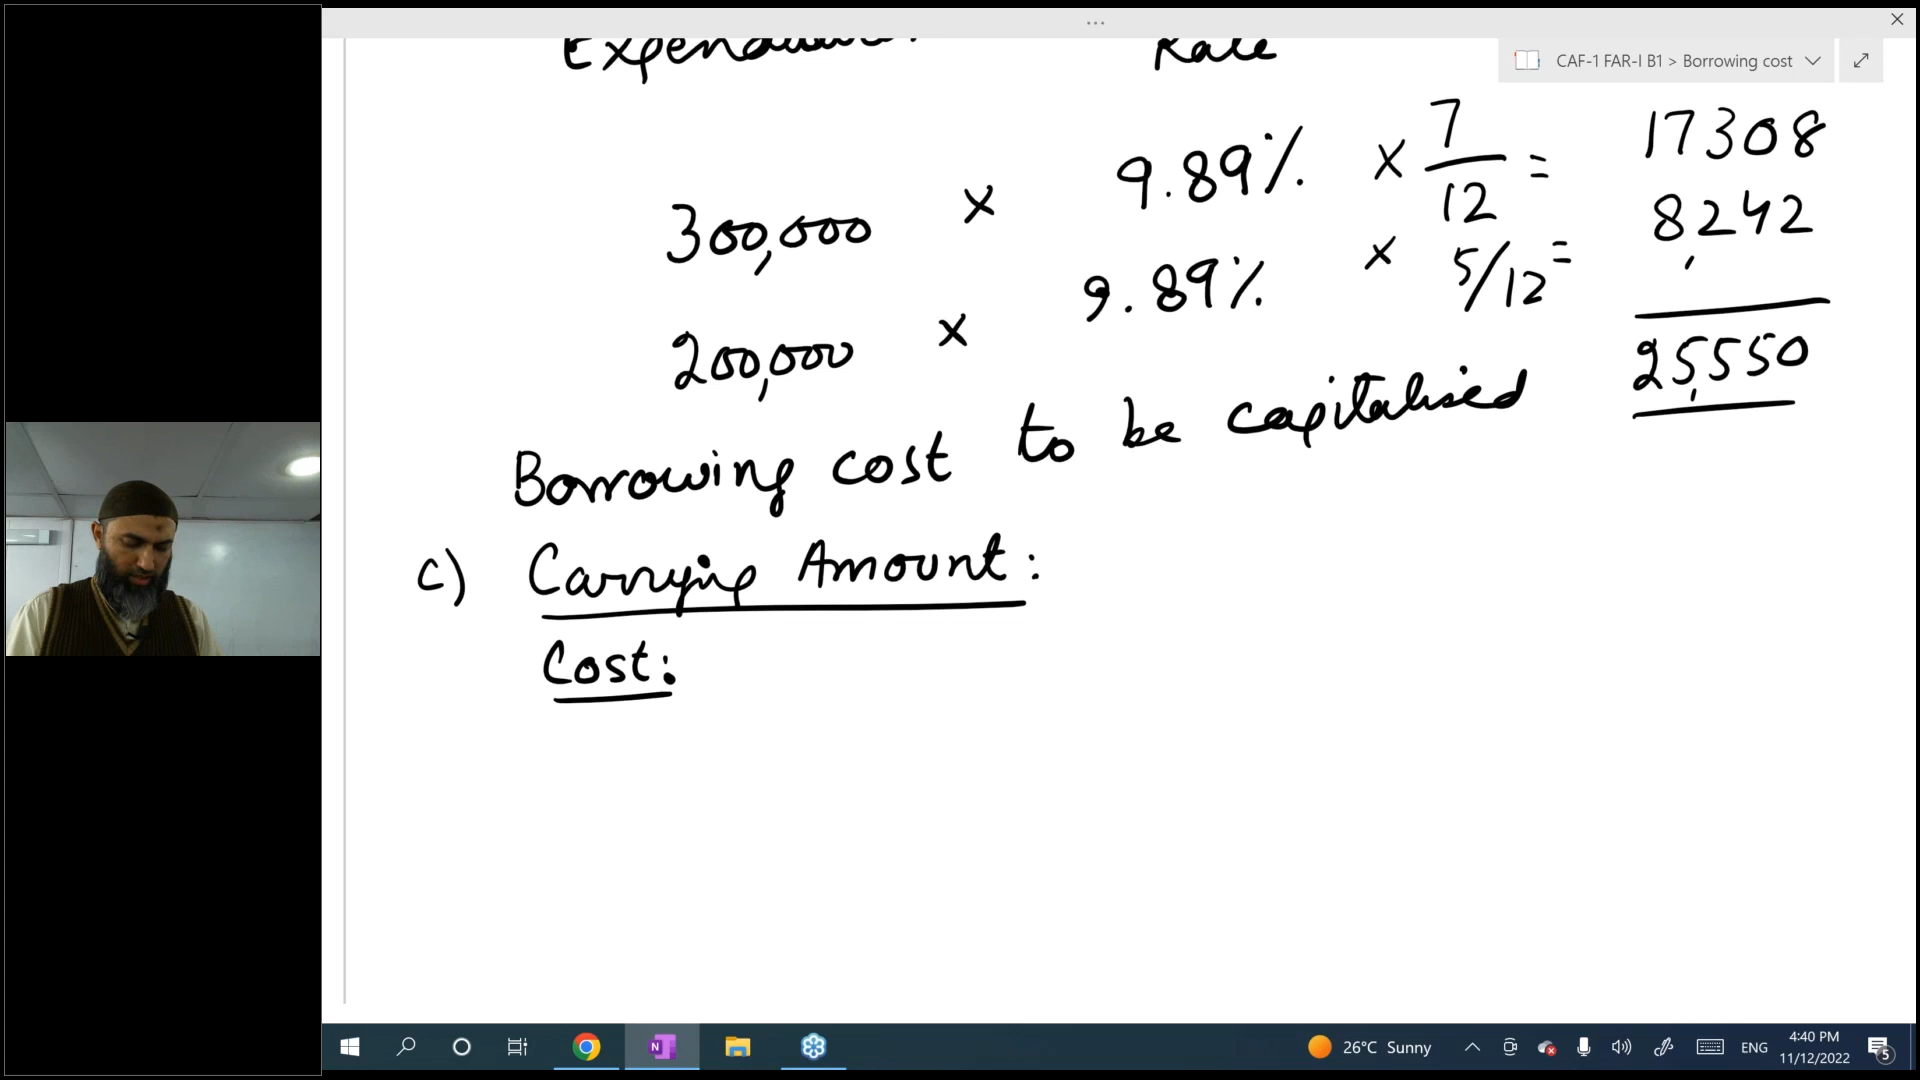 ...
CAF-1 FAR-I B1 > Borrowing cost
Expenditure Rate
300,000 × 9.89% × 7/12 = 17308
200,000 × 9.89% × 5/12 = 8,242
25,550
Borrowing cost to be capitalised
c) Carrying Amount:
Cost:
N
26°C Sunny
ENG
4:40 PM
11/12/2022
5